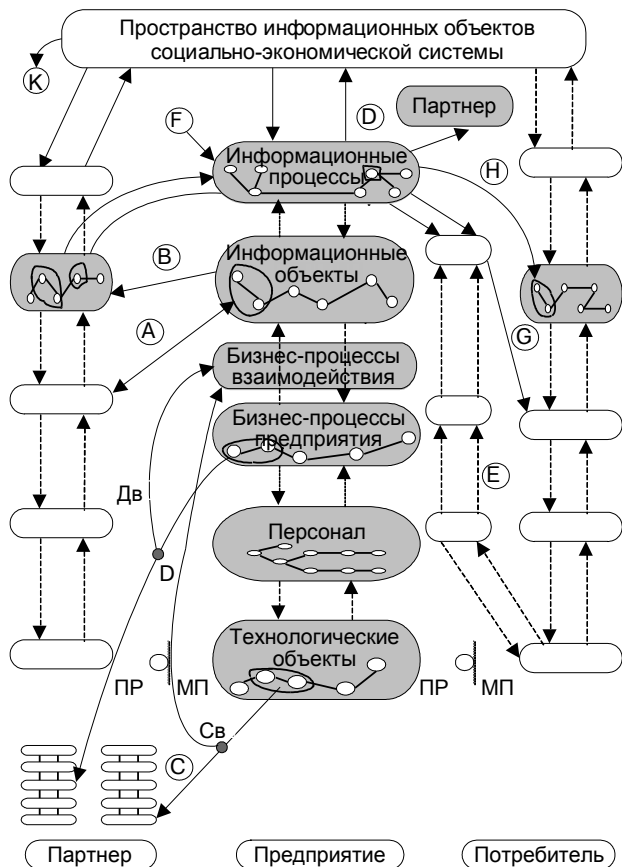 Пространство информационных объектов
социально-экономической системы
K
F
D
Партнер
Информационные
процессы
H
B
Информационные
объекты
A
G
Бизнес-процессы
взаимодействия
Бизнес-процессы
предприятия
E
Дв
D
Персонал
Технологические
объекты
ПР
МП
ПР
МП
Св
C
Партнер
Предприятие
Потребитель